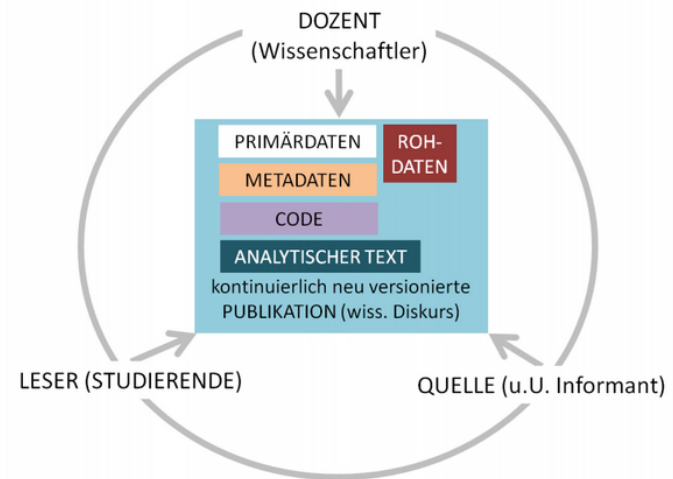 DOZENT
(Wissenschaftler)
PRIMÄRDATEN
ROH-
DATEN
METADATEN
CODE
ANALYTISCHER TEXT
kontinuierlich neu versionierte
PUBLIKATION (wiss. Diskurs)
LESER (STUDIERENDE)
QUELLE (u.U. Informant)